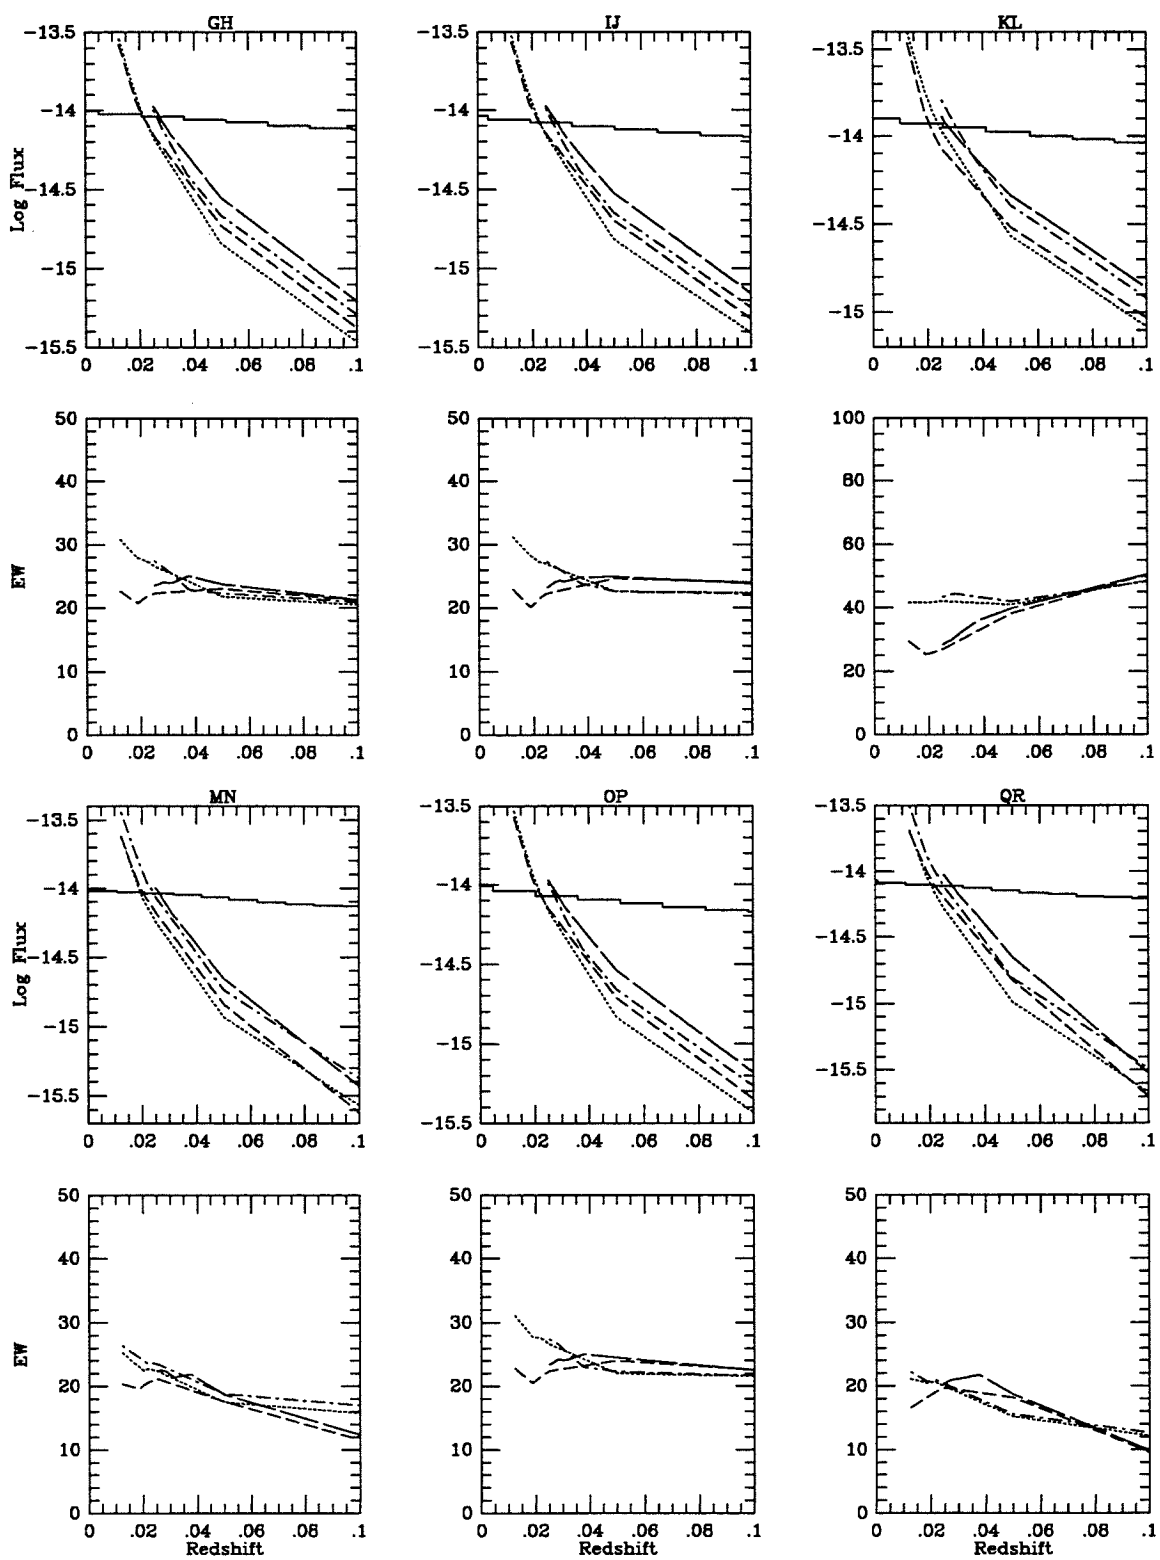 GH IJ KL
-13.5 -13.5 -13.5
-14 -14 -14
-14.5 -14.5 -14.5
-15 -15 -15
-15.5 -15.5
Log Flux
0 .02 .04 .06 .08 .1 0 .02 .04 .06 .08 .1 0 .02 .04 .06 .08 .1
50 50 100
40 40 80
30 30 60
20 20 40
10 10 20
0 0 0
EW
0 .02 .04 .06 .08 .1 0 .02 .04 .06 .08 .1 0 .02 .04 .06 .08 .1
MN OP QR
-13.5 -13.5 -13.5
-14 -14 -14
-14.5 -14.5 -14.5
-15 -15 -15
-15.5 -15.5 -15.5
Log Flux
0 .02 .04 .06 .08 .1 0 .02 .04 .06 .08 .1 0 .02 .04 .06 .08 .1
50 50 50
40 40 40
30 30 30
20 20 20
10 10 10
0 0 0
EW
0 .02 .04 .06 .08 .1 0 .02 .04 .06 .08 .1 0 .02 .04 .06 .08 .1
Redshift Redshift Redshift